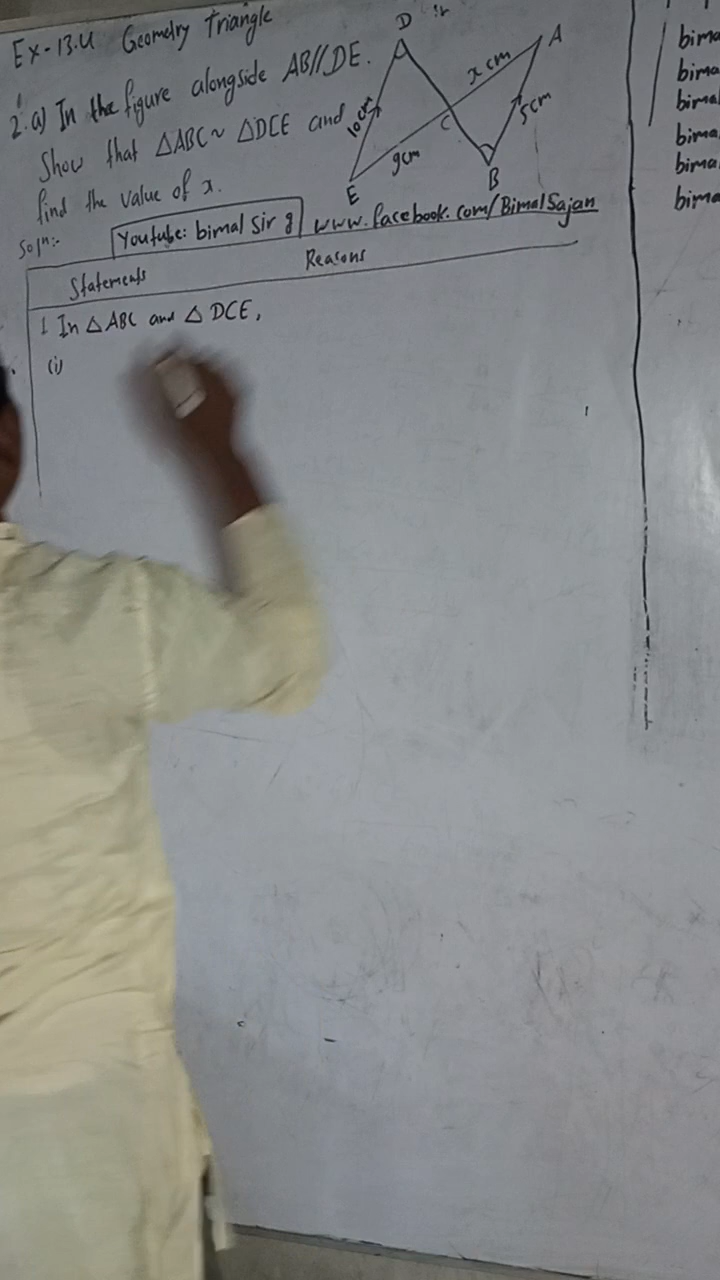 Ex-13.4 Geometry Triangle
2.a) In the figure alongside AB//DE.
Show that △ABC ~ △DCE and
find the value of x.
D
A
x cm
10cm
C
5cm
9cm
E
B
Soln:-
Youtube: bimal sir g
www.facebook.com/BimalSajan
Statements
Reasons
1. In △ABC and △DCE,
(i)
bima
bima
bimal
bima
bima
bima